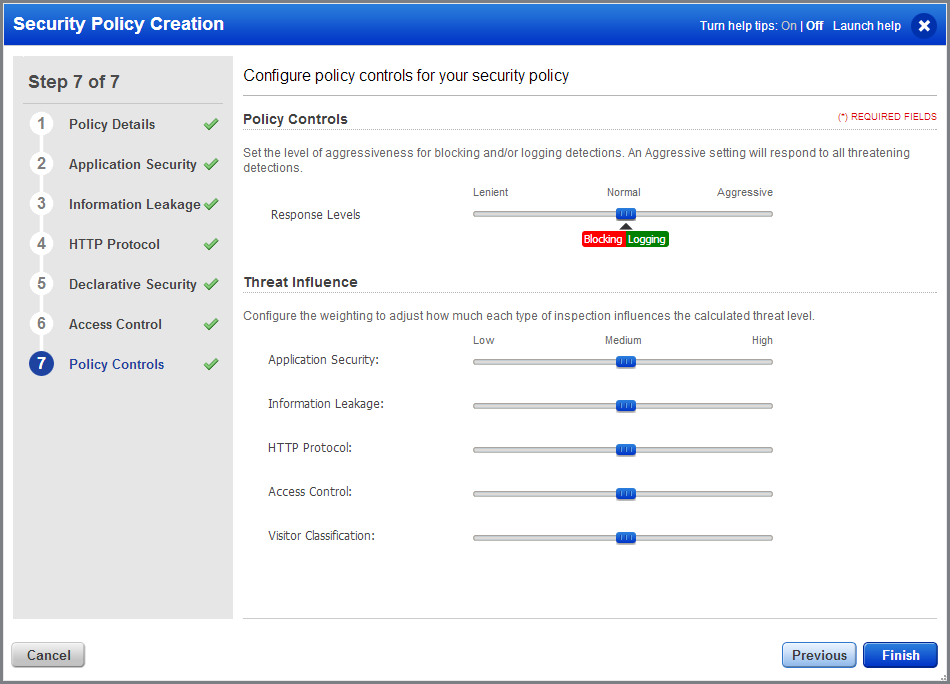 Security Policy Creation
Turn help tips: On | Off Launch help
Step 7 of 7
1 Policy Details
2 Application Security
3 Information Leakage
4 HTTP Protocol
5 Declarative Security
6 Access Control
7 Policy Controls
Configure policy controls for your security policy
Policy Controls
(*) REQUIRED FIELDS
Set the level of aggressiveness for blocking and/or logging detections. An Aggressive setting will respond to all threatening
detections.
Lenient Normal Aggressive
Response Levels
Blocking Logging
Threat Influence
Configure the weighting to adjust how much each type of inspection influences the calculated threat level.
Low Medium High
Application Security:
Information Leakage:
HTTP Protocol:
Access Control:
Visitor Classification:
Cancel
Previous
Finish